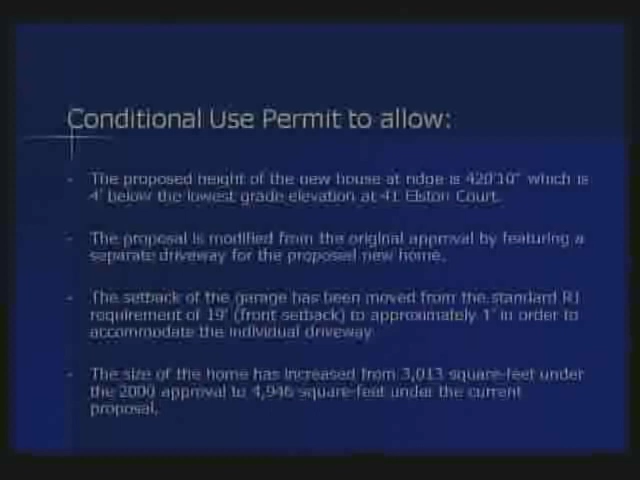 Conditional Use Permit to allow:
- The proposed height of the new house at ridge is 420'10" which is
4' below the lowest grade elevation at 41 Elston Court.
- The proposal is modified from the original approval by featuring a
separate driveway for the proposed new home.
- The setback of the garage has been moved from the standard R1
requirement of 19' (front setback) to approximately 1' in order to
accommodate the individual driveway
- The size of the home has increased from 3,013 square-feet under
the 2000 approval to 4,946 square-feet under the current
proposal.